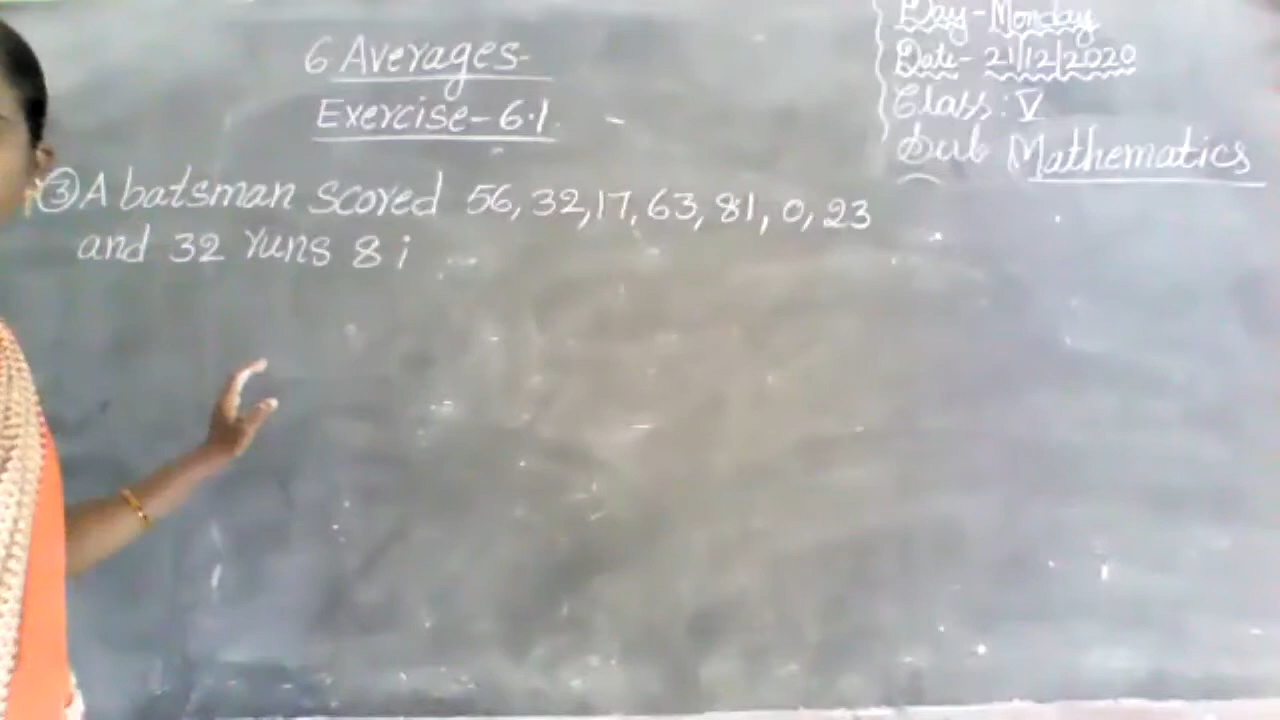 Day - Monday
Date - 21/12/2020
Class : V
Sub Mathematics
6 Averages-
Exercise - 6.1.
③ A batsman scored 56, 32, 17, 63, 81, 0, 23
and 32 runs 8 i